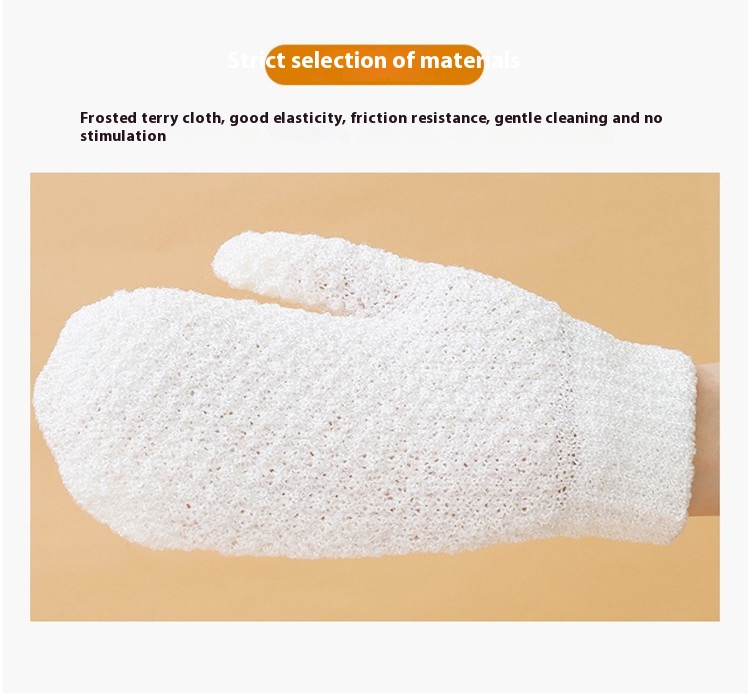 Strict selection of materials
Frosted terry cloth, good elasticity, friction resistance, gentle cleaning and no
stimulation